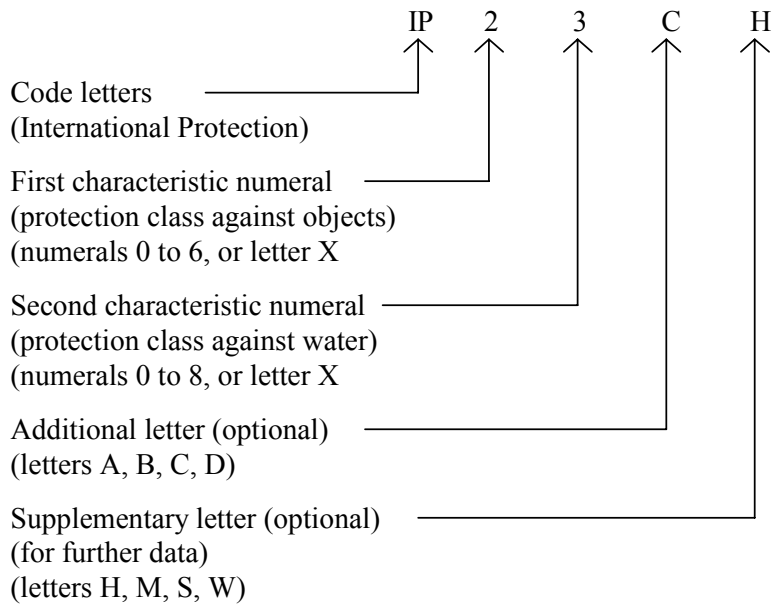 IP 2 3 C H
Code letters
(International Protection)
First characteristic numeral
(protection class against objects)
(numerals 0 to 6, or letter X
Second characteristic numeral
(protection class against water)
(numerals 0 to 8, or letter X
Additional letter (optional)
(letters A, B, C, D)
Supplementary letter (optional)
(for further data)
(letters H, M, S, W)